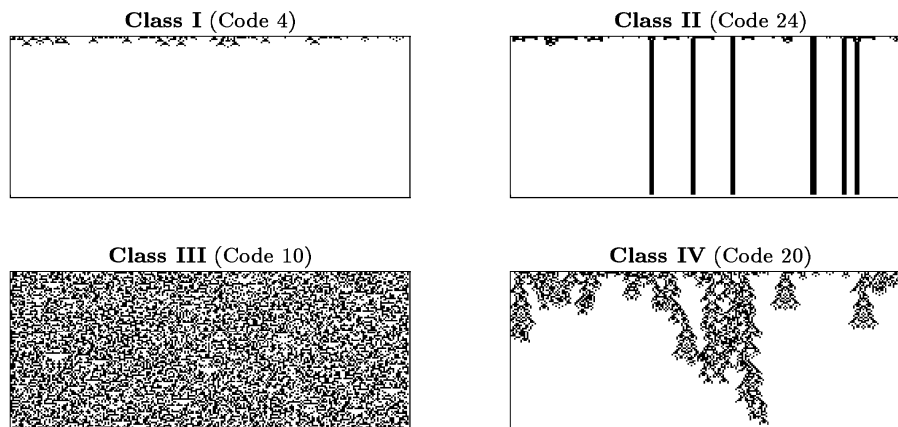 Class I (Code 4)
Class II (Code 24)
Class III (Code 10)
Class IV (Code 20)